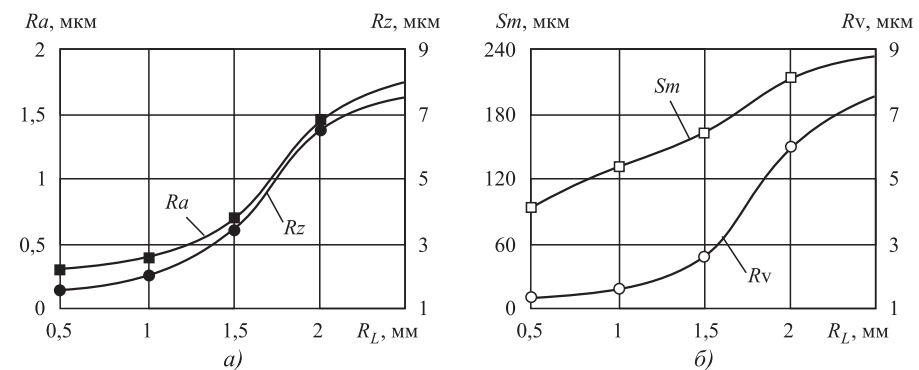 Ra, мкм Rz, мкм Sm, мкм Rv, мкм
2 9 240 9
1,5 7 180 7
Sm
1 5 120 5
Ra
Rz
0,5 3 60 3
Rv
0 1 0 1
0,5 1 1,5 2 R_L, мм 0,5 1 1,5 2 R_L, мм
а) б)